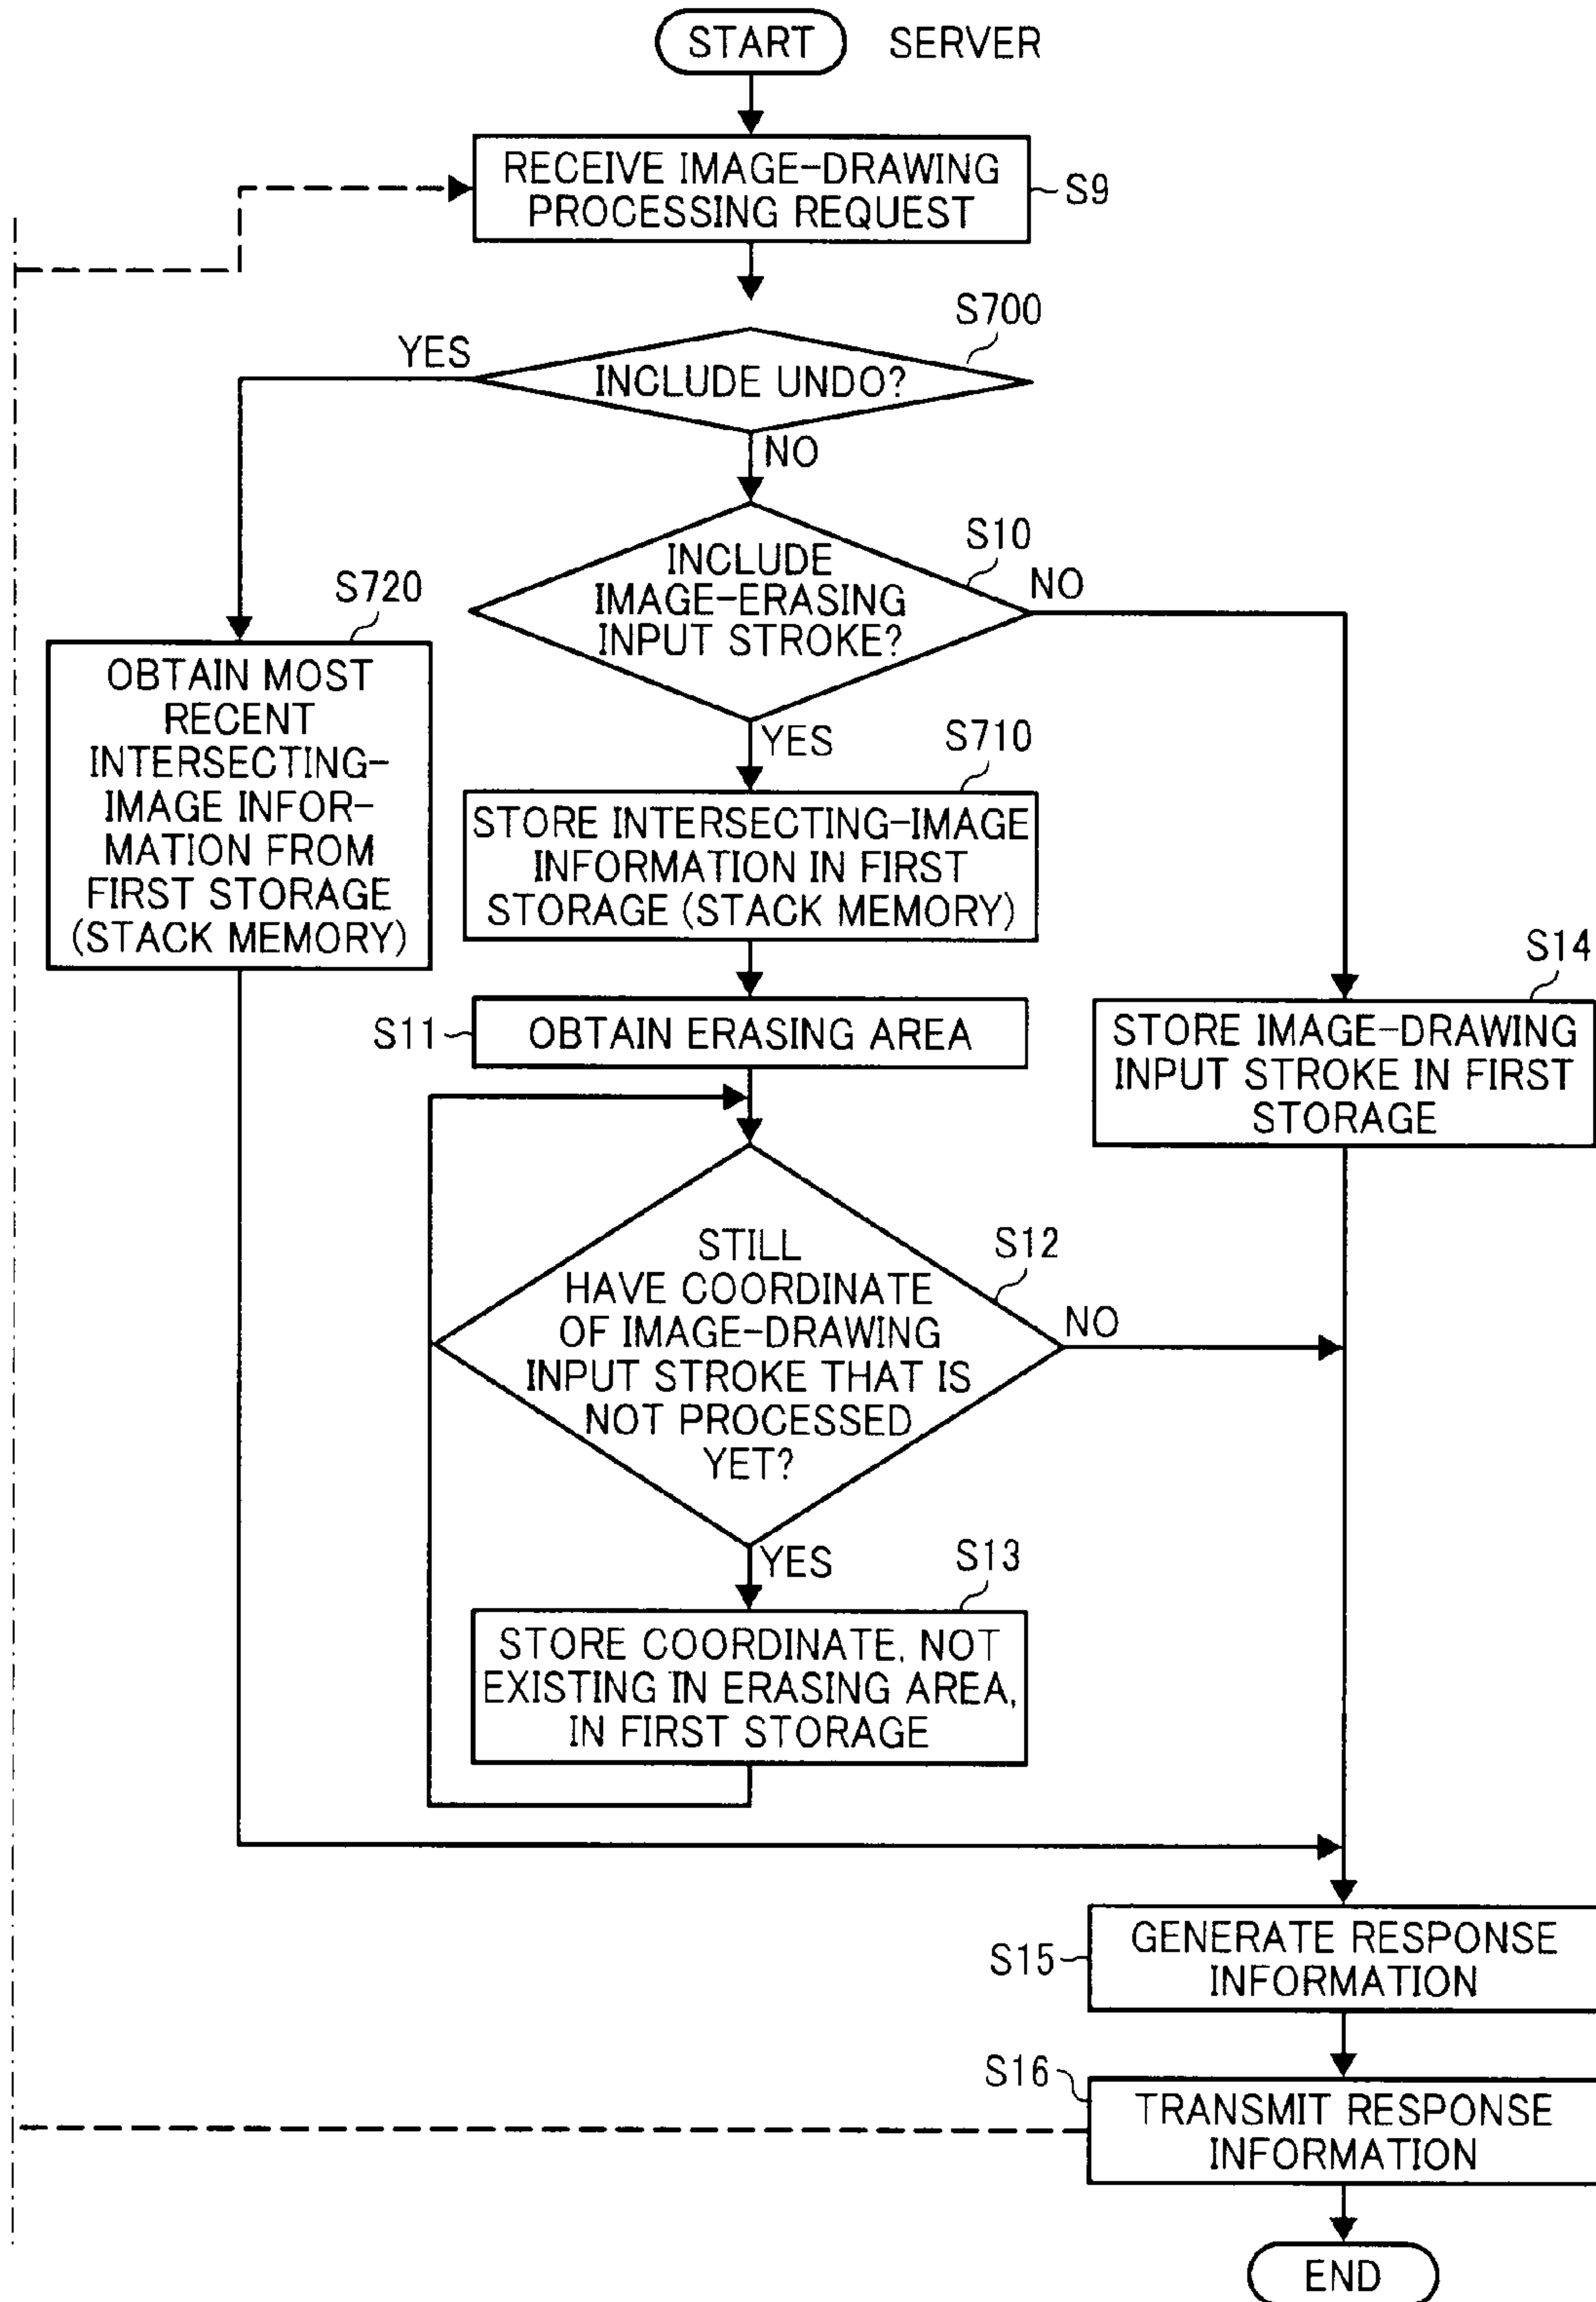 START
SERVER
RECEIVE IMAGE-DRAWING
PROCESSING REQUEST
S9
S700
YES
INCLUDE UNDO?
NO
S10
INCLUDE
IMAGE-ERASING
INPUT STROKE?
NO
YES
S720
OBTAIN MOST
RECENT
INTERSECTING-
IMAGE INFOR-
MATION FROM
FIRST STORAGE
(STACK MEMORY)
S710
STORE INTERSECTING-IMAGE
INFORMATION IN FIRST
STORAGE (STACK MEMORY)
S14
STORE IMAGE-DRAWING
INPUT STROKE IN FIRST
STORAGE
S11
OBTAIN ERASING AREA
S12
STILL
HAVE COORDINATE
OF IMAGE-DRAWING
INPUT STROKE THAT IS
NOT PROCESSED
YET?
NO
YES
S13
STORE COORDINATE, NOT
EXISTING IN ERASING AREA,
IN FIRST STORAGE
S15
GENERATE RESPONSE
INFORMATION
S16
TRANSMIT RESPONSE
INFORMATION
END